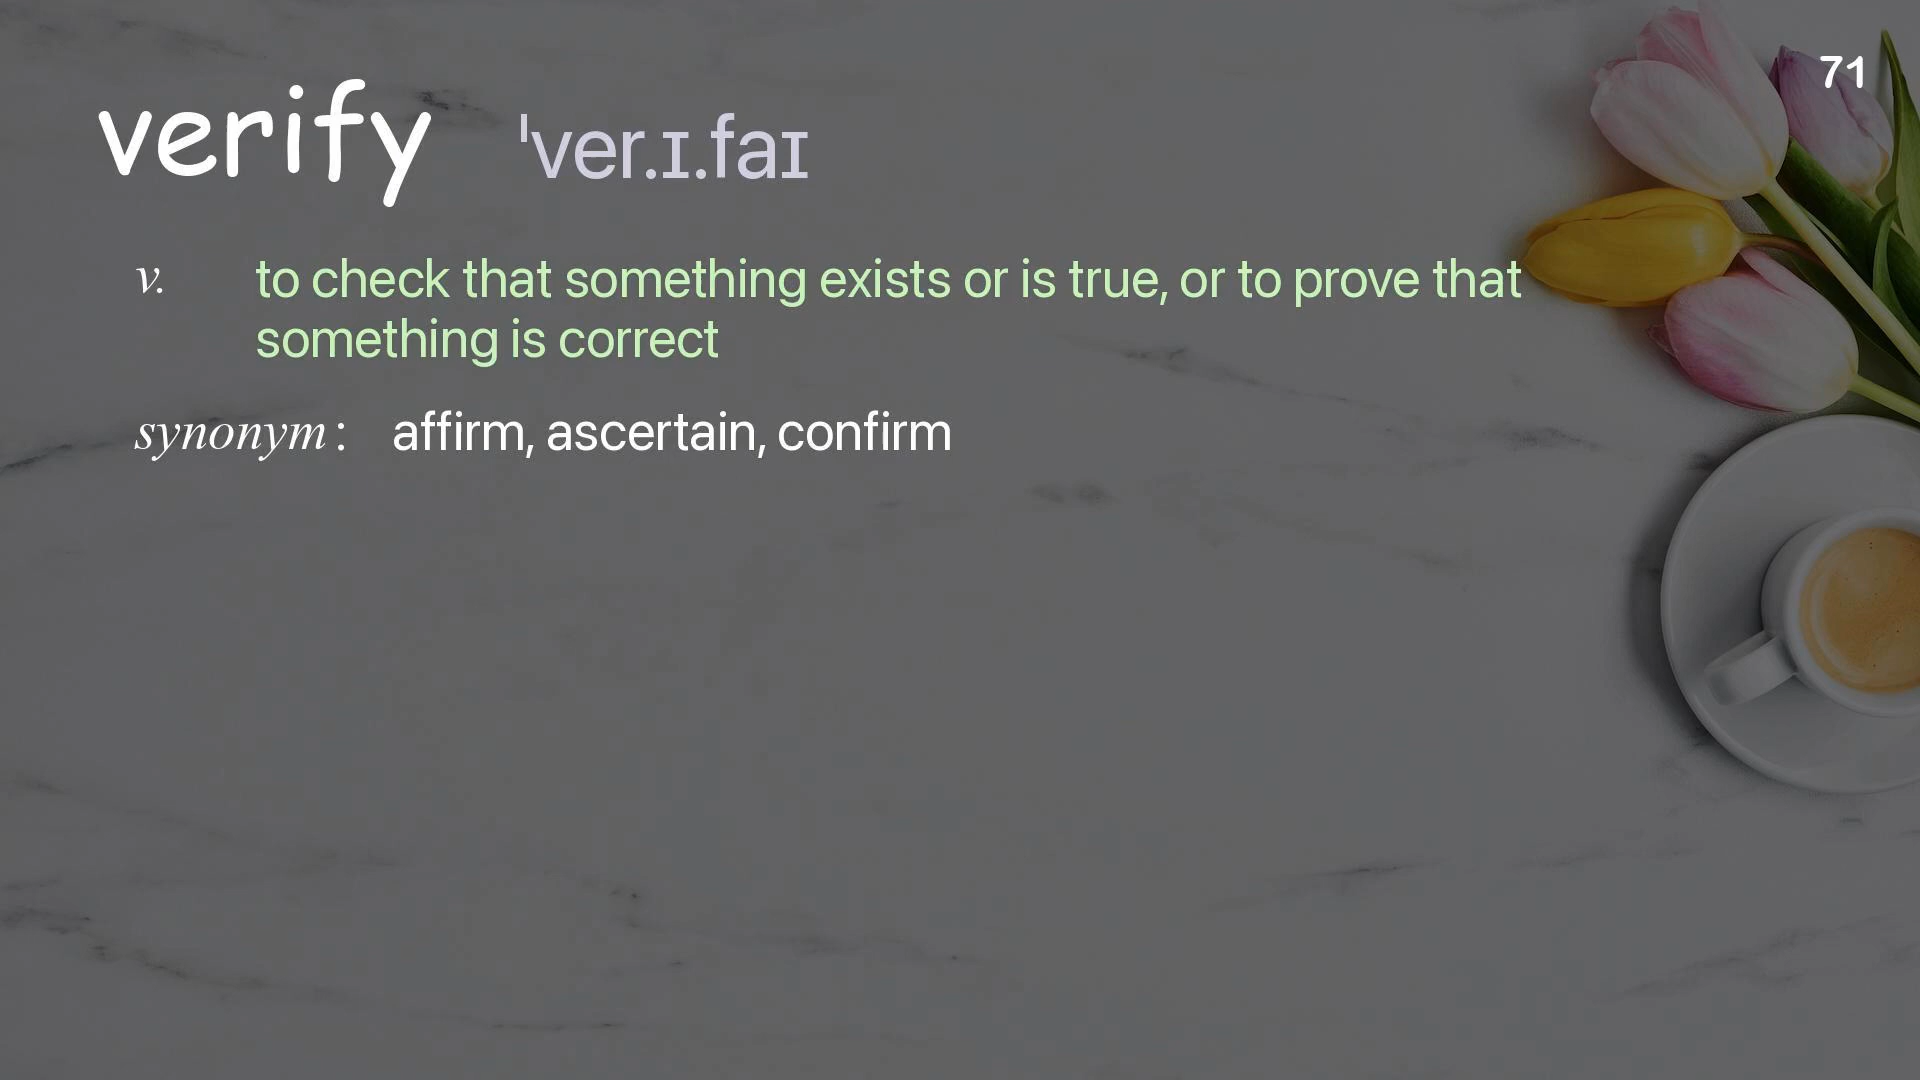 71
verify ˈver.ɪ.faɪ
v. to check that something exists or is true, or to prove that
something is correct
synonym : affirm, ascertain, confirm